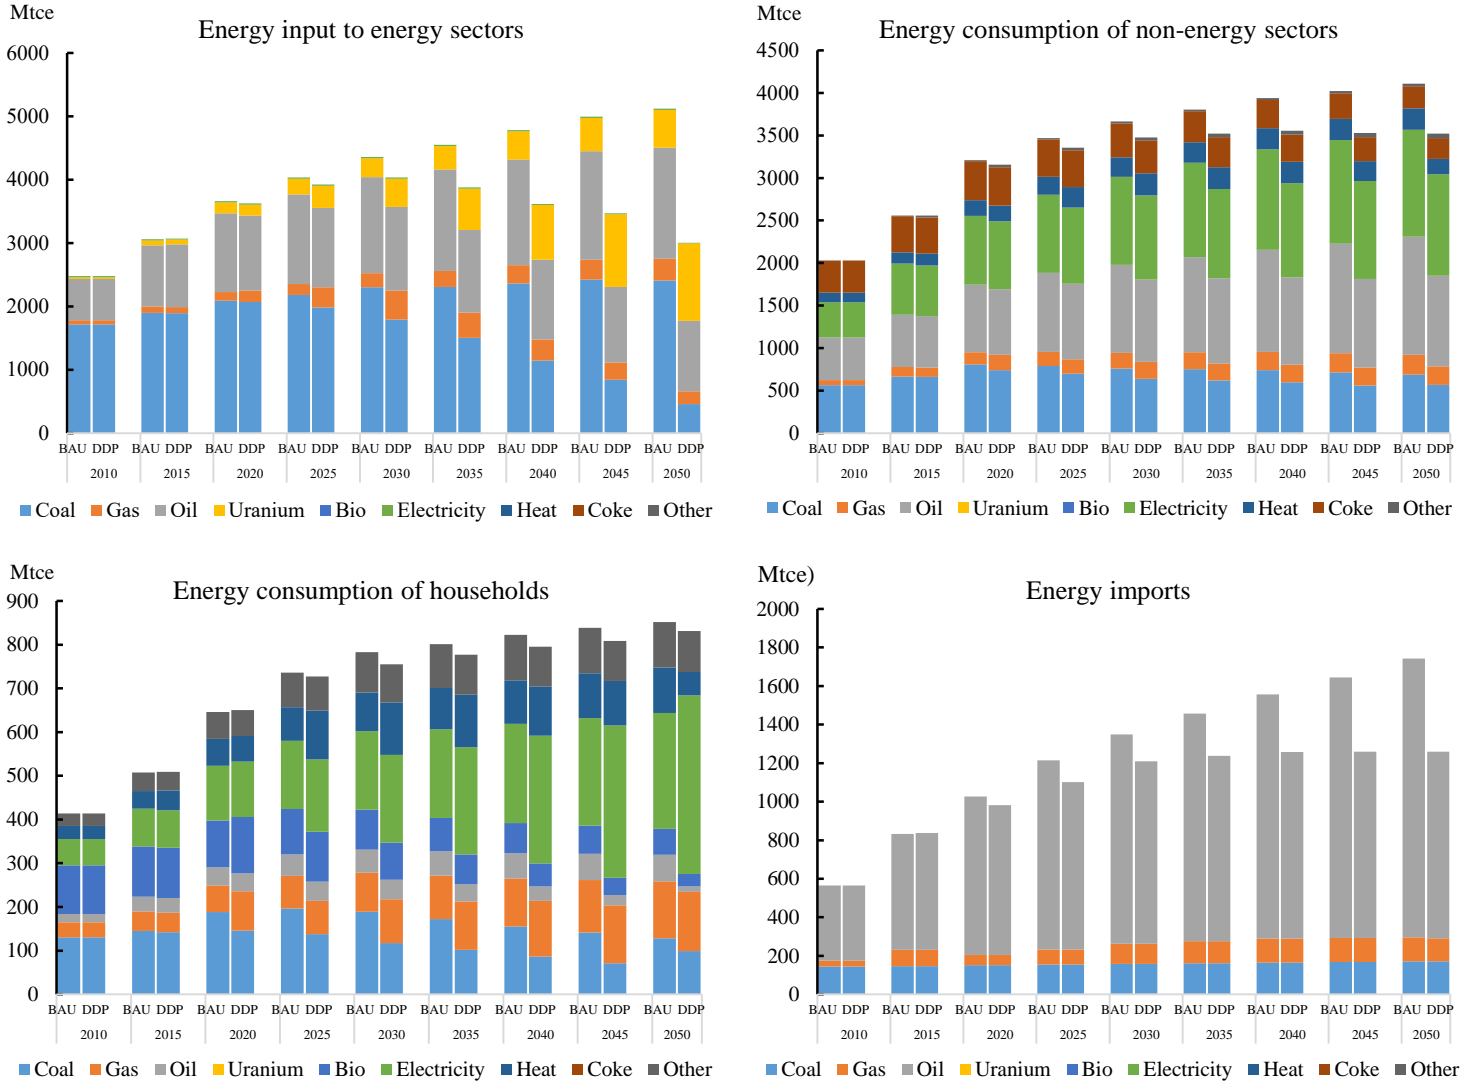 Mtce
Energy input to energy sectors
6000
5000
4000
3000
2000
1000
0
BAU DDP BAU DDP BAU DDP BAU DDP BAU DDP BAU DDP BAU DDP BAU DDP BAU DDP
2010 2015 2020 2025 2030 2035 2040 2045 2050
Coal Gas Oil Uranium Bio Electricity Heat Coke Other
Mtce
Energy consumption of non-energy sectors
4500
4000
3500
3000
2500
2000
1500
1000
500
0
BAU DDP BAU DDP BAU DDP BAU DDP BAU DDP BAU DDP BAU DDP BAU DDP BAU DDP
2010 2015 2020 2025 2030 2035 2040 2045 2050
Coal Gas Oil Uranium Bio Electricity Heat Coke Other
Mtce
Energy consumption of households
900
800
700
600
500
400
300
200
100
0
BAU DDP BAU DDP BAU DDP BAU DDP BAU DDP BAU DDP BAU DDP BAU DDP BAU DDP
2010 2015 2020 2025 2030 2035 2040 2045 2050
Coal Gas Oil Uranium Bio Electricity Heat Coke Other
Mtce)
Energy imports
2000
1800
1600
1400
1200
1000
800
600
400
200
0
BAU DDP BAU DDP BAU DDP BAU DDP BAU DDP BAU DDP BAU DDP BAU DDP BAU DDP
2010 2015 2020 2025 2030 2035 2040 2045 2050
Coal Gas Oil Uranium Bio Electricity Heat Coke Other